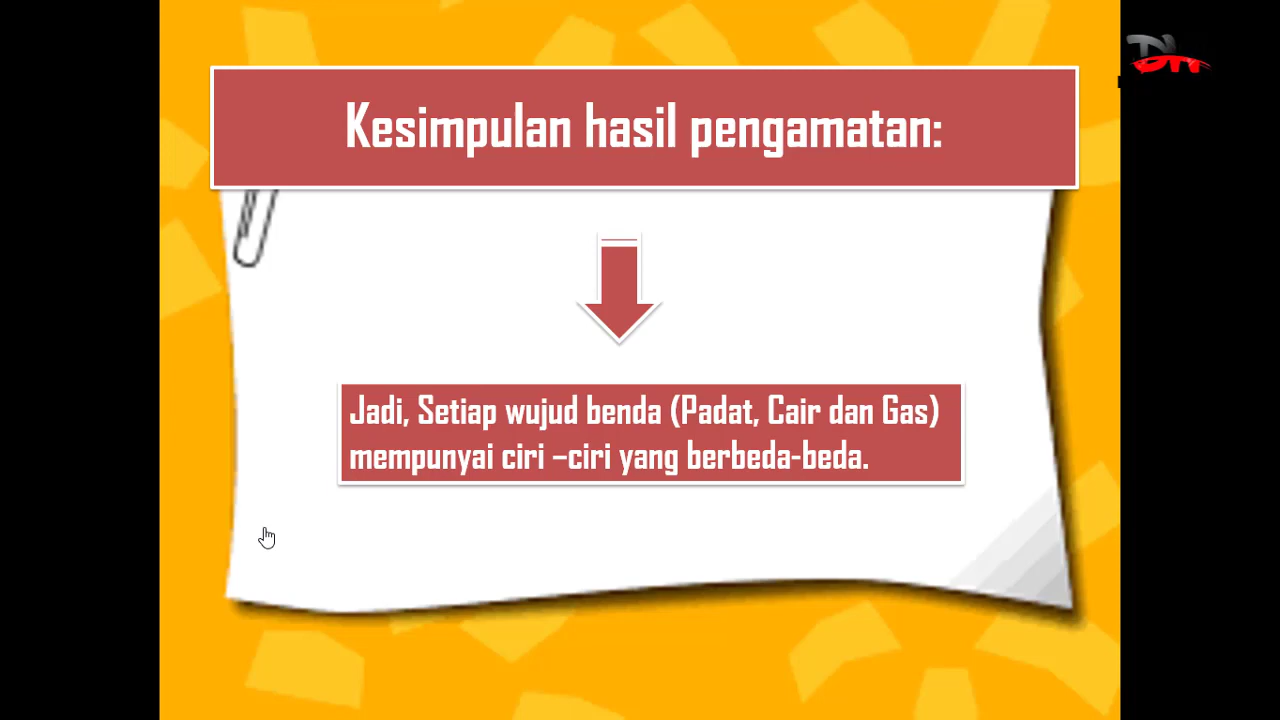 Kesimpulan hasil pengamatan:
Jadi, Setiap wujud benda (Padat, Cair dan Gas)
mempunyai ciri –ciri yang berbeda-beda.